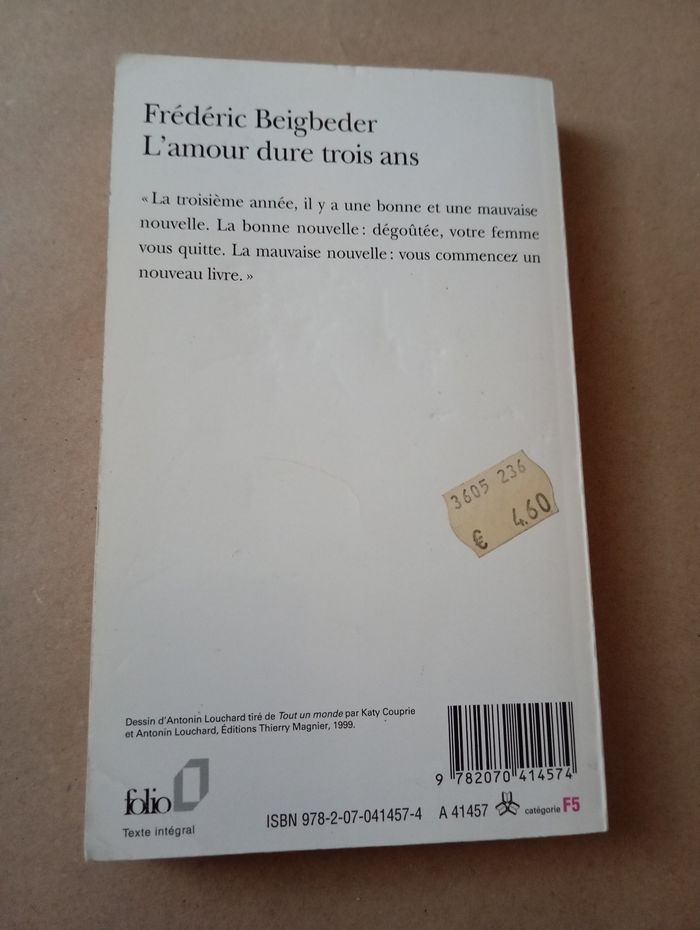 Frédéric Beigbeder
L'amour dure trois ans
« La troisième année, il y a une bonne et une mauvaise
nouvelle. La bonne nouvelle : dégoûtée, votre femme
vous quitte. La mauvaise nouvelle : vous commencez un
nouveau livre. »
3605 236
€ 4.60
Dessin d'Antonin Louchard tiré de Tout un monde par Katy Couprie
et Antonin Louchard, Éditions Thierry Magnier, 1999.
9 782070 414574
folio
Texte intégral
ISBN 978-2-07-041457-4 A 41457 catégorie F5